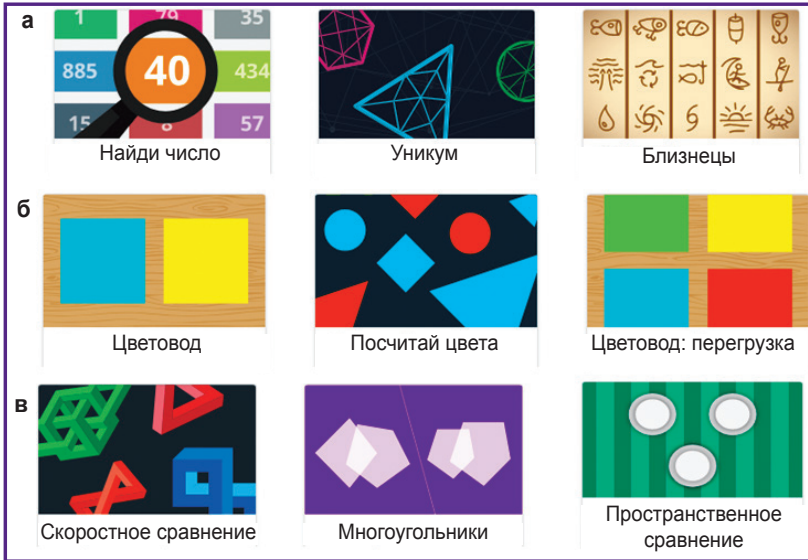 а
1 79 35
885 40 434
15 8 57
Найди число Уникум Близнецы
б
Цветовод Посчитай цвета Цветовод: перегрузка
в
Скоростное сравнение Многоугольники Пространственное
сравнение